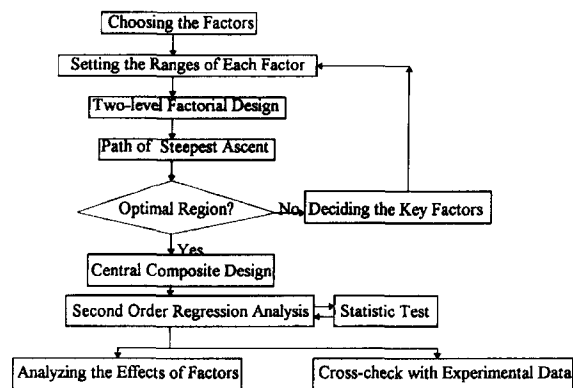 Choosing the Factors
Setting the Ranges of Each Factor
Two-level Factorial Design
Path of Steepest Ascent
Optimal Region?
No
Deciding the Key Factors
Yes
Central Composite Design
Second Order Regression Analysis
Statistic Test
Analyzing the Effects of Factors
Cross-check with Experimental Data